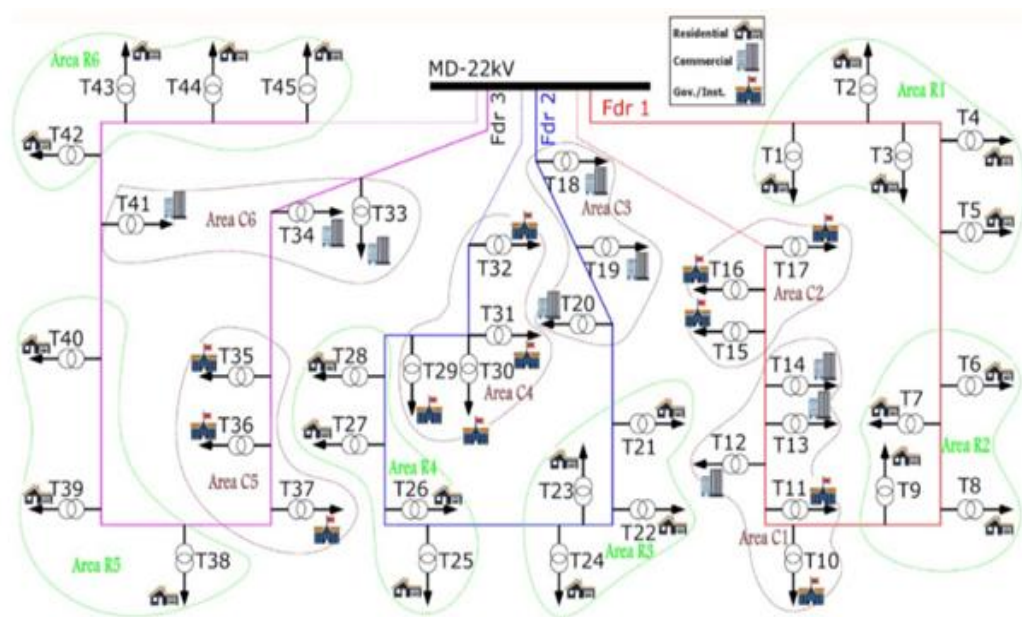 Area R6
T43
T44
T45
T42
MD-22kV
Fdr 3
Fdr 2
Fdr 1
Residential
Commercial
Gov./Inst.
T2
Area R1
T4
T1
T3
T5
T18
Area C3
T41
Area C6
T34
T33
T32
T19
T16
T17
Area C2
T20
T31
T15
T40
T35
T28
T29
T30
Area C4
T14
T6
T7
T36
T27
T21
T12
T13
Area R2
Area R4
T39
Area C5
T37
T26
T23
T22
T11
T9
T8
Area R5
T38
T25
T24
Area R3
Area C1
T10